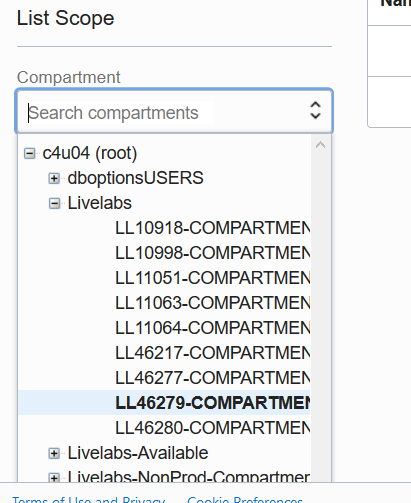 List Scope
Compartment
Search compartments
c4u04 (root)
dboptionsUSERS
Livelabs
LL10918-COMPARTMEN
LL10998-COMPARTMEN
LL11051-COMPARTMEN
LL11063-COMPARTMEN
LL11064-COMPARTMEN
LL46217-COMPARTMEN
LL46277-COMPARTMEN
LL46279-COMPARTMEN
LL46280-COMPARTMEN
Livelabs-Available
Livelabs-NonProd-Compartmen
Terms of Use and Privacy Cookie Preferences